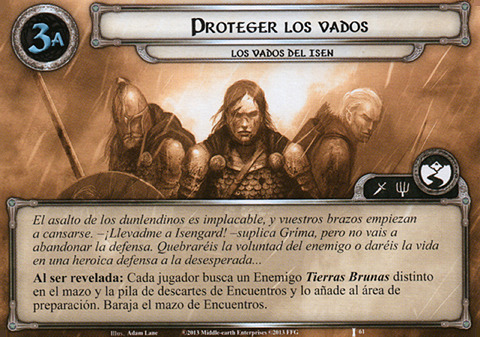 3A
PROTEGER LOS VADOS
LOS VADOS DEL ISEN
El asalto de los dunlendinos es implacable, y vuestros brazos empiezan
a cansarse. –¡Llevadme a Isengard! –suplica Gríma, pero no vais a
abandonar la defensa. Quebraréis la voluntad del enemigo o daréis la vida
en una heroica defensa a la desesperada...
Al ser revelada: Cada jugador busca un Enemigo Tierras Brunas distinto
en el mazo y la pila de descartes de Encuentros y lo añade al área de
preparación. Baraja el mazo de Encuentros.
Illus. Adam Lane ©2013 Middle-earth Enterprises ©2013 FFG 61